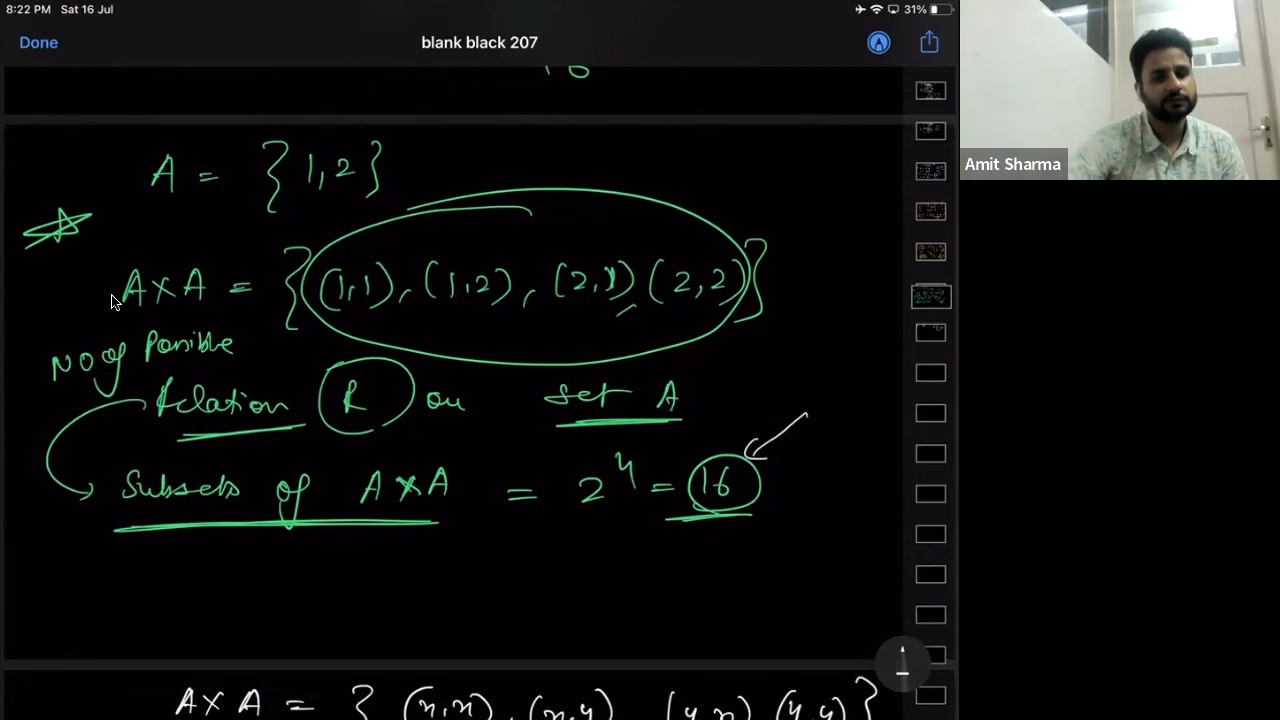 8:22 PM Sat 16 Jul
31%
Done
blank black 207
A = {1,2}
Amit Sharma
A×A = {(1,1), (1,2), (2,1) (2,2)}
NO of Possible
Relation R on set A
Subsets of A×A = 2^4 = 16
A×A = { (x,x), (x,y) (y,x) (y,y) }